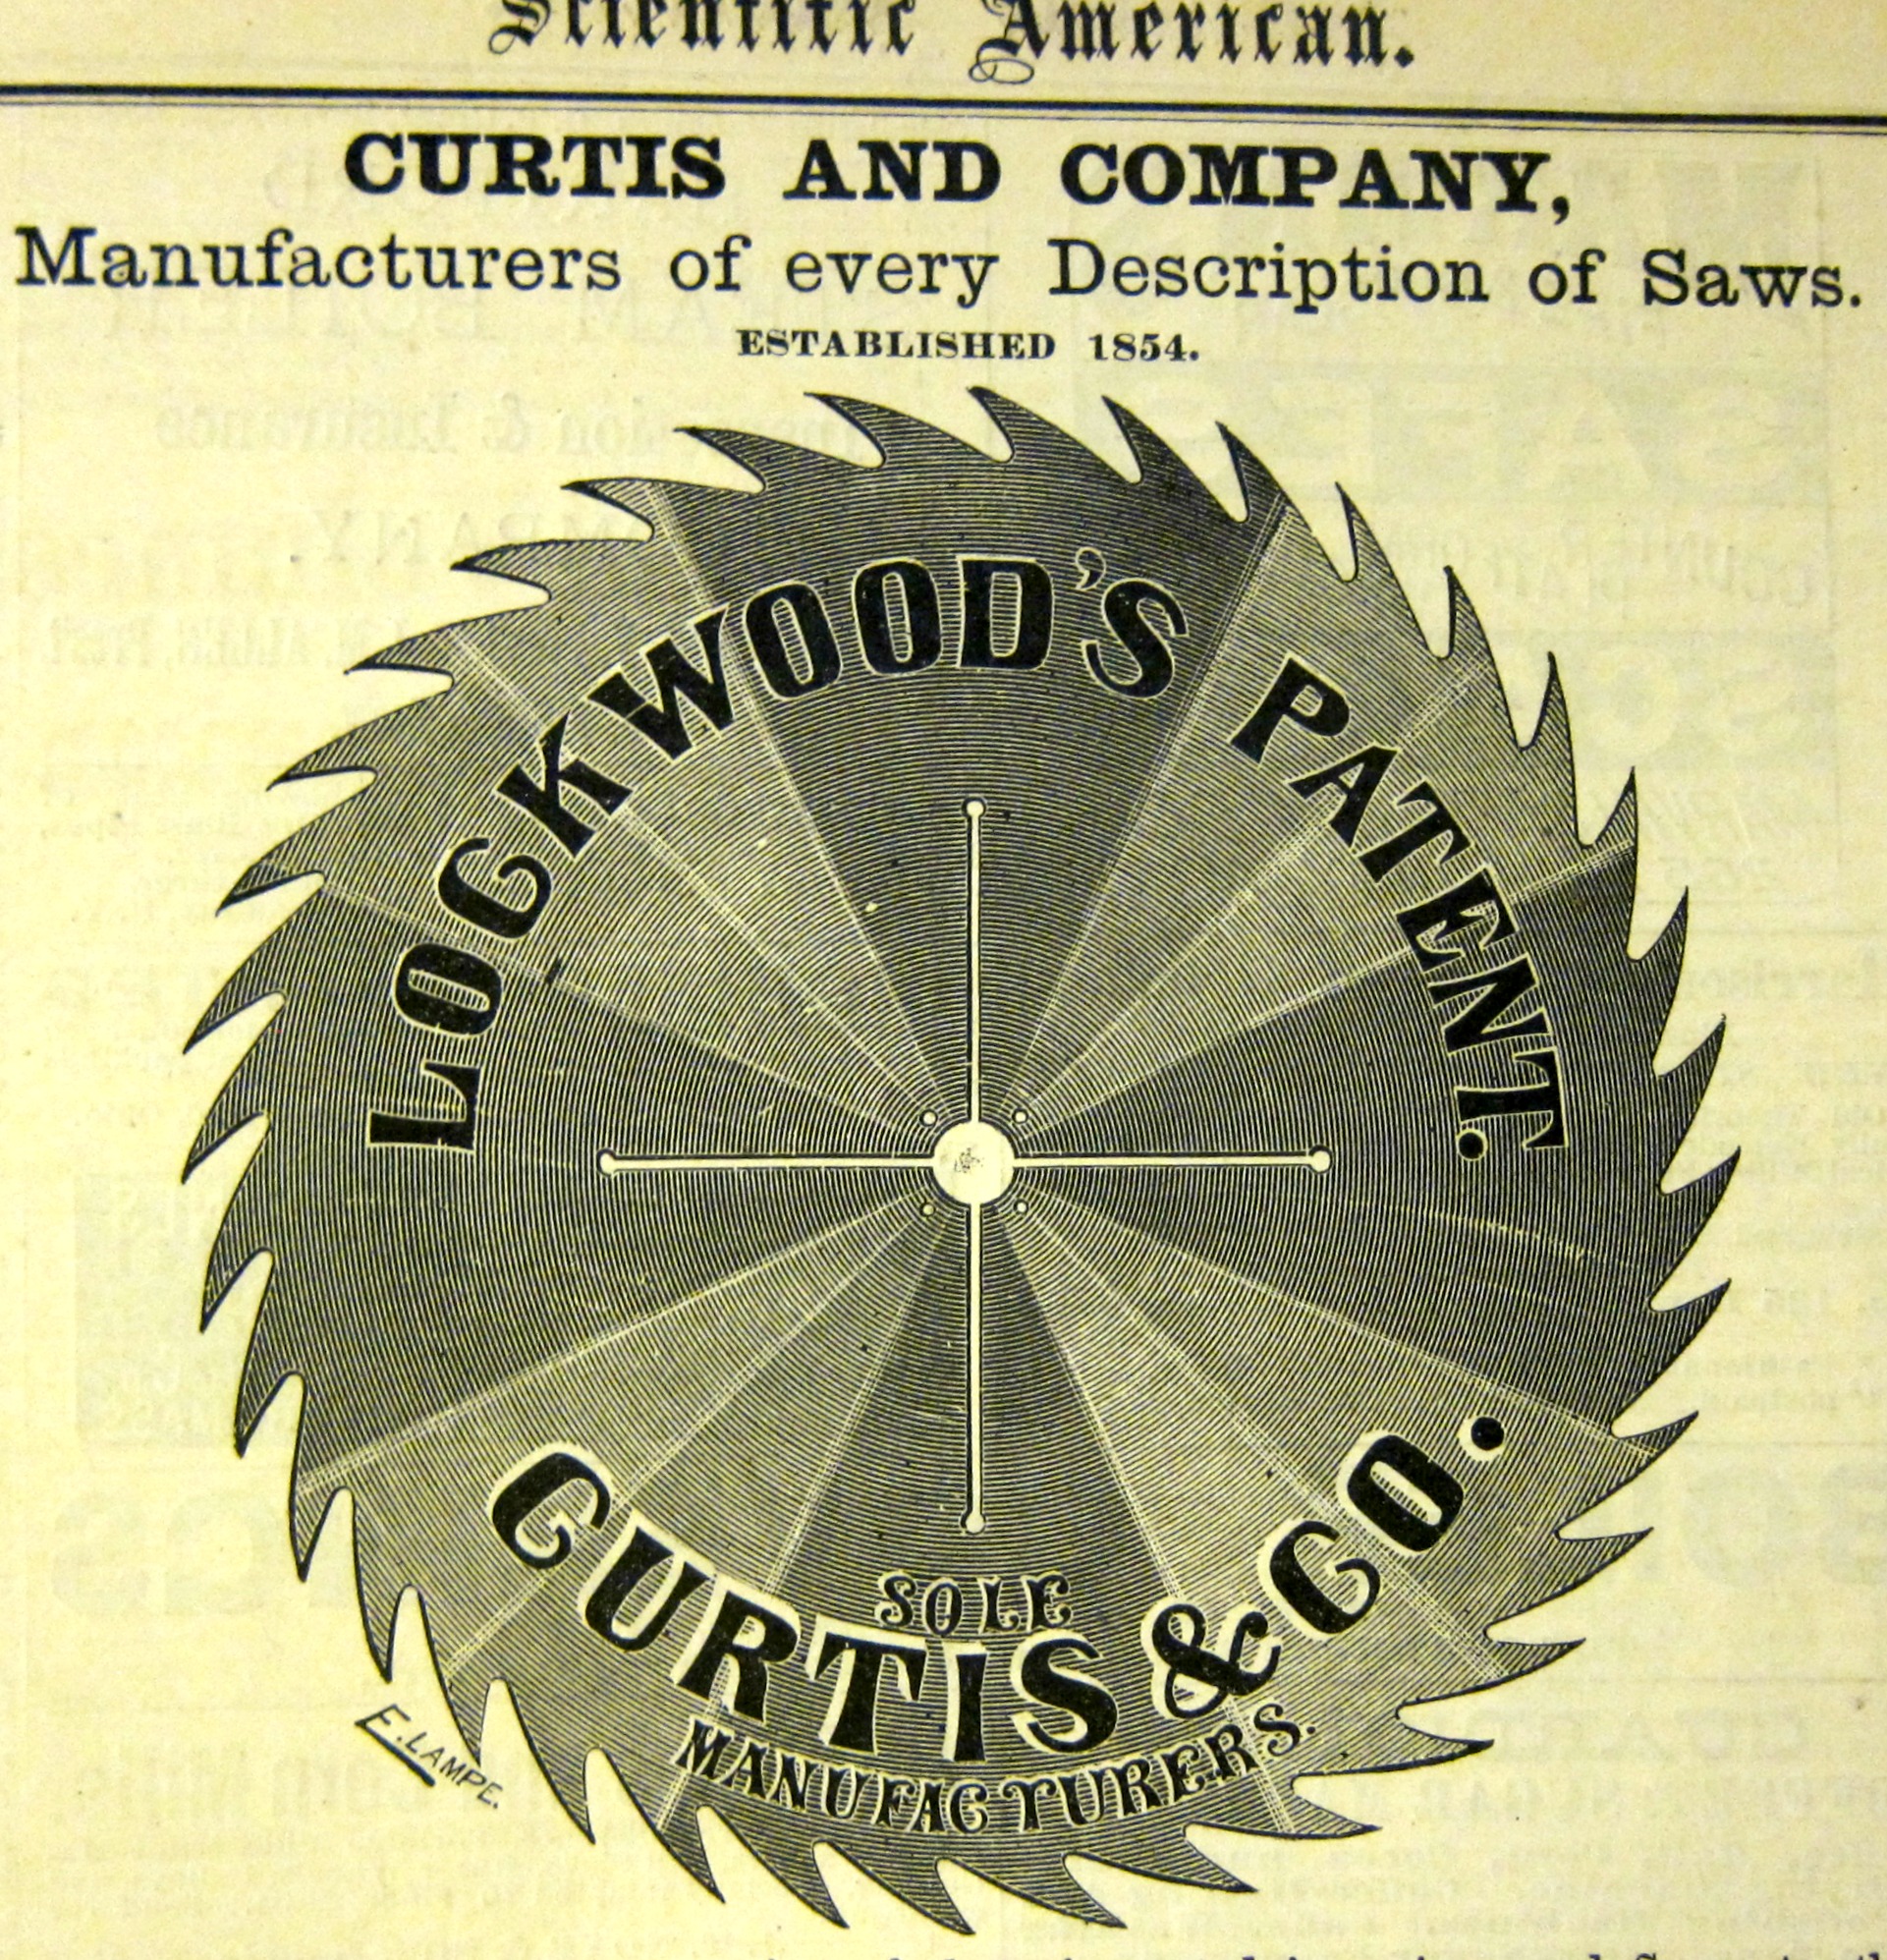 Scientific American.
CURTIS AND COMPANY,
Manufacturers of every Description of Saws.
ESTABLISHED 1854.
LOCKWOOD'S PATENT.
SOLE
CURTIS & CO.
MANUFACTURERS.
E. LAMPE.